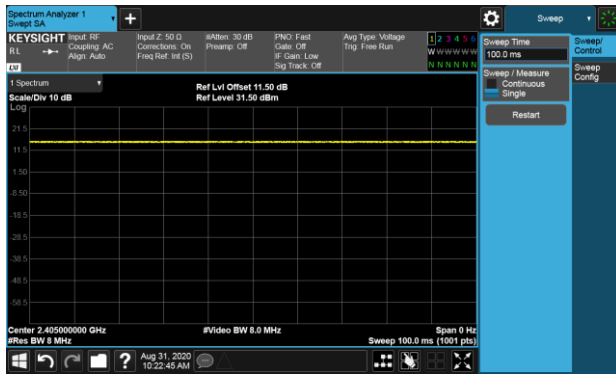 Spectrum Analyzer 1
Swept SA
Sweep
KEYSIGHT
RL
LXI
Input: RF
Coupling: AC
Align: Auto
Input Z: 50 Ω
Corrections: On
Freq Ref: Int (S)
#Atten: 30 dB
Preamp: Off
PNO: Fast
Gate: Off
IF Gain: Low
Sig Track: Off
Avg Type: Voltage
Trig: Free Run
1 2 3 4 5 6
W W W W W W
N N N N N N
Sweep Time
100.0 ms
Sweep / Measure
Continuous
Single
Restart
Sweep/
Control
Sweep
Config
1 Spectrum
Scale/Div 10 dB
Ref Lvl Offset 11.50 dB
Ref Level 31.50 dBm
Log
21.5
11.5
1.50
-8.50
-18.5
-28.5
-38.5
-48.5
-58.5
Center 2.405000000 GHz
#Video BW 8.0 MHz
Span 0 Hz
#Res BW 8 MHz
Sweep 100.0 ms (1001 pts)
?
Aug 31, 2020
10:22:45 AM